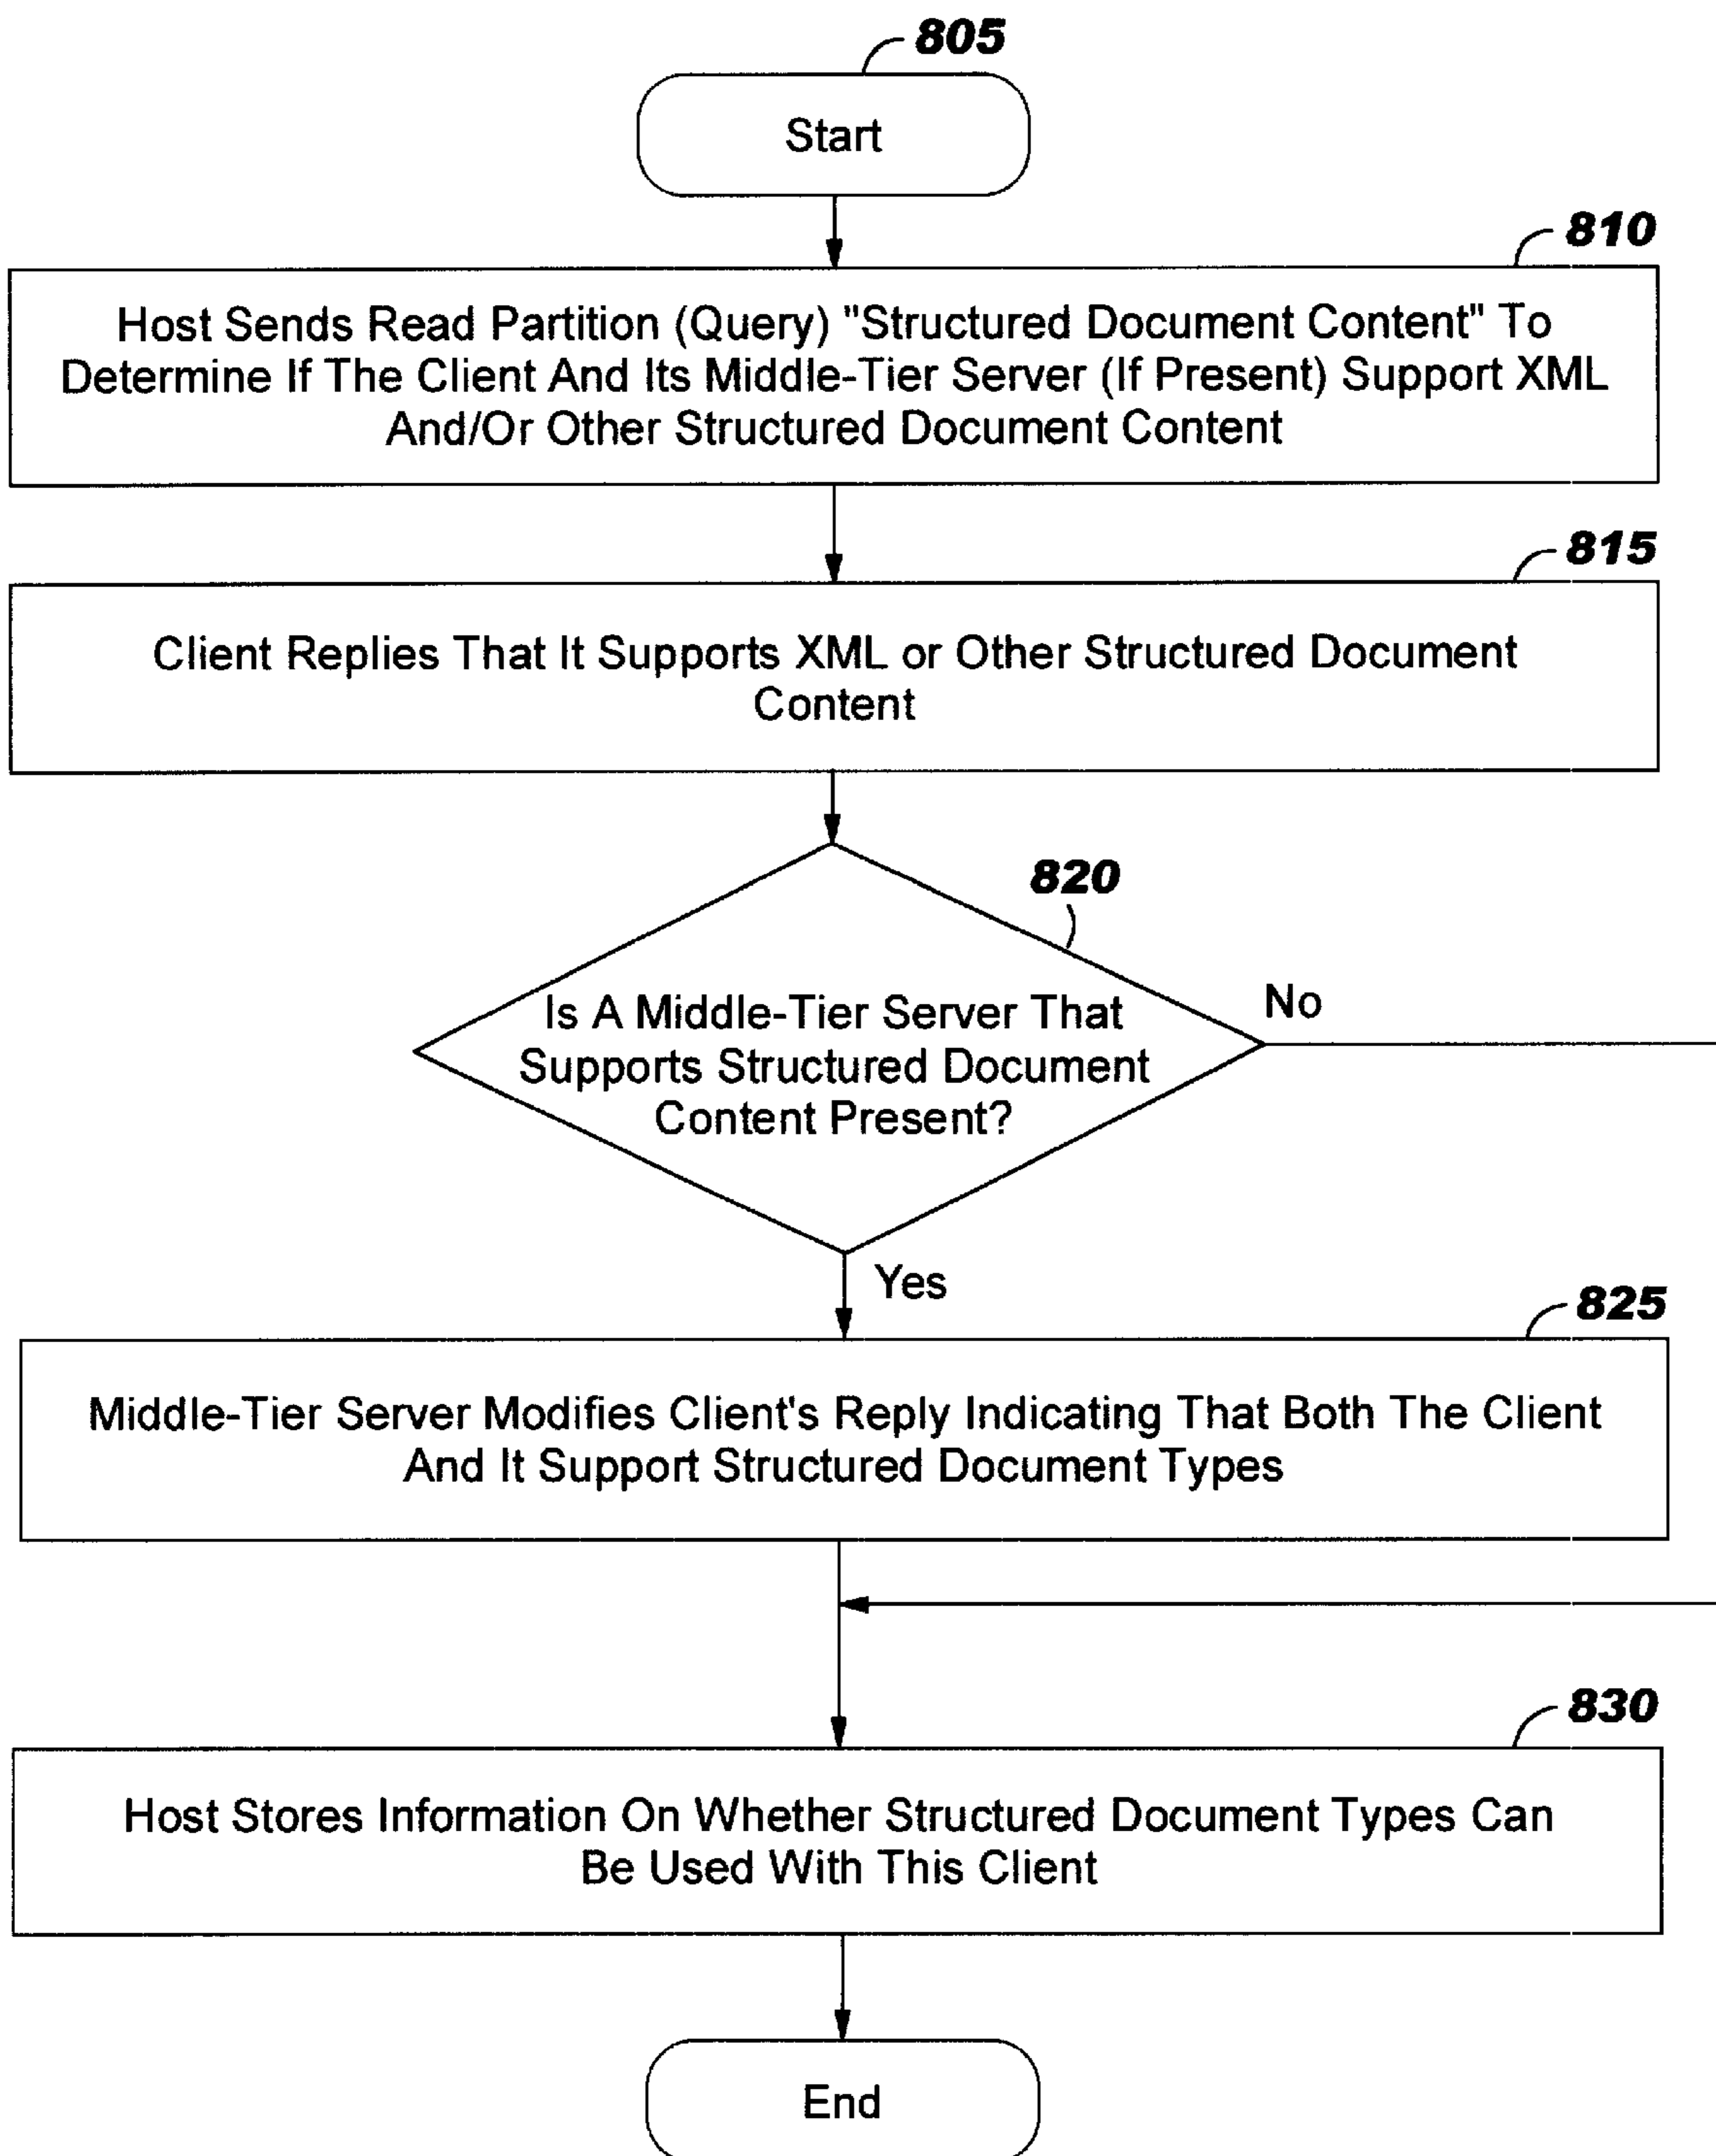 805
Start
810
Host Sends Read Partition (Query) "Structured Document Content" To
Determine If The Client And Its Middle-Tier Server (If Present) Support XML
And/Or Other Structured Document Content
815
Client Replies That It Supports XML or Other Structured Document
Content
820
Is A Middle-Tier Server That
Supports Structured Document
Content Present?
No
Yes
825
Middle-Tier Server Modifies Client's Reply Indicating That Both The Client
And It Support Structured Document Types
830
Host Stores Information On Whether Structured Document Types Can
Be Used With This Client
End